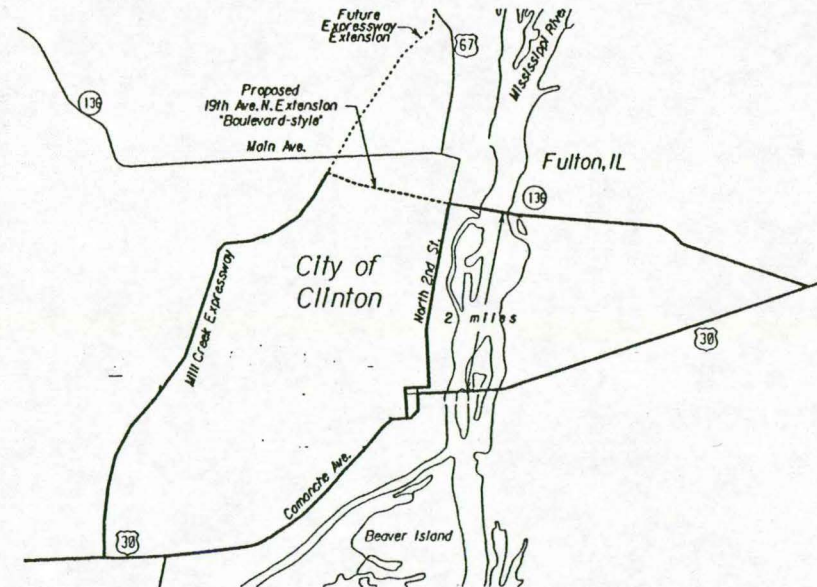 Future
Expressway
Extension
67
Mississippi River
Proposed
19th Ave. N. Extension
"Boulevard-style"
136
Main Ave.
Fulton, IL
136
City of
Clinton
North 2nd St.
Mill Creek Expressway
2 miles
30
Camanche Ave.
30
Beaver Island